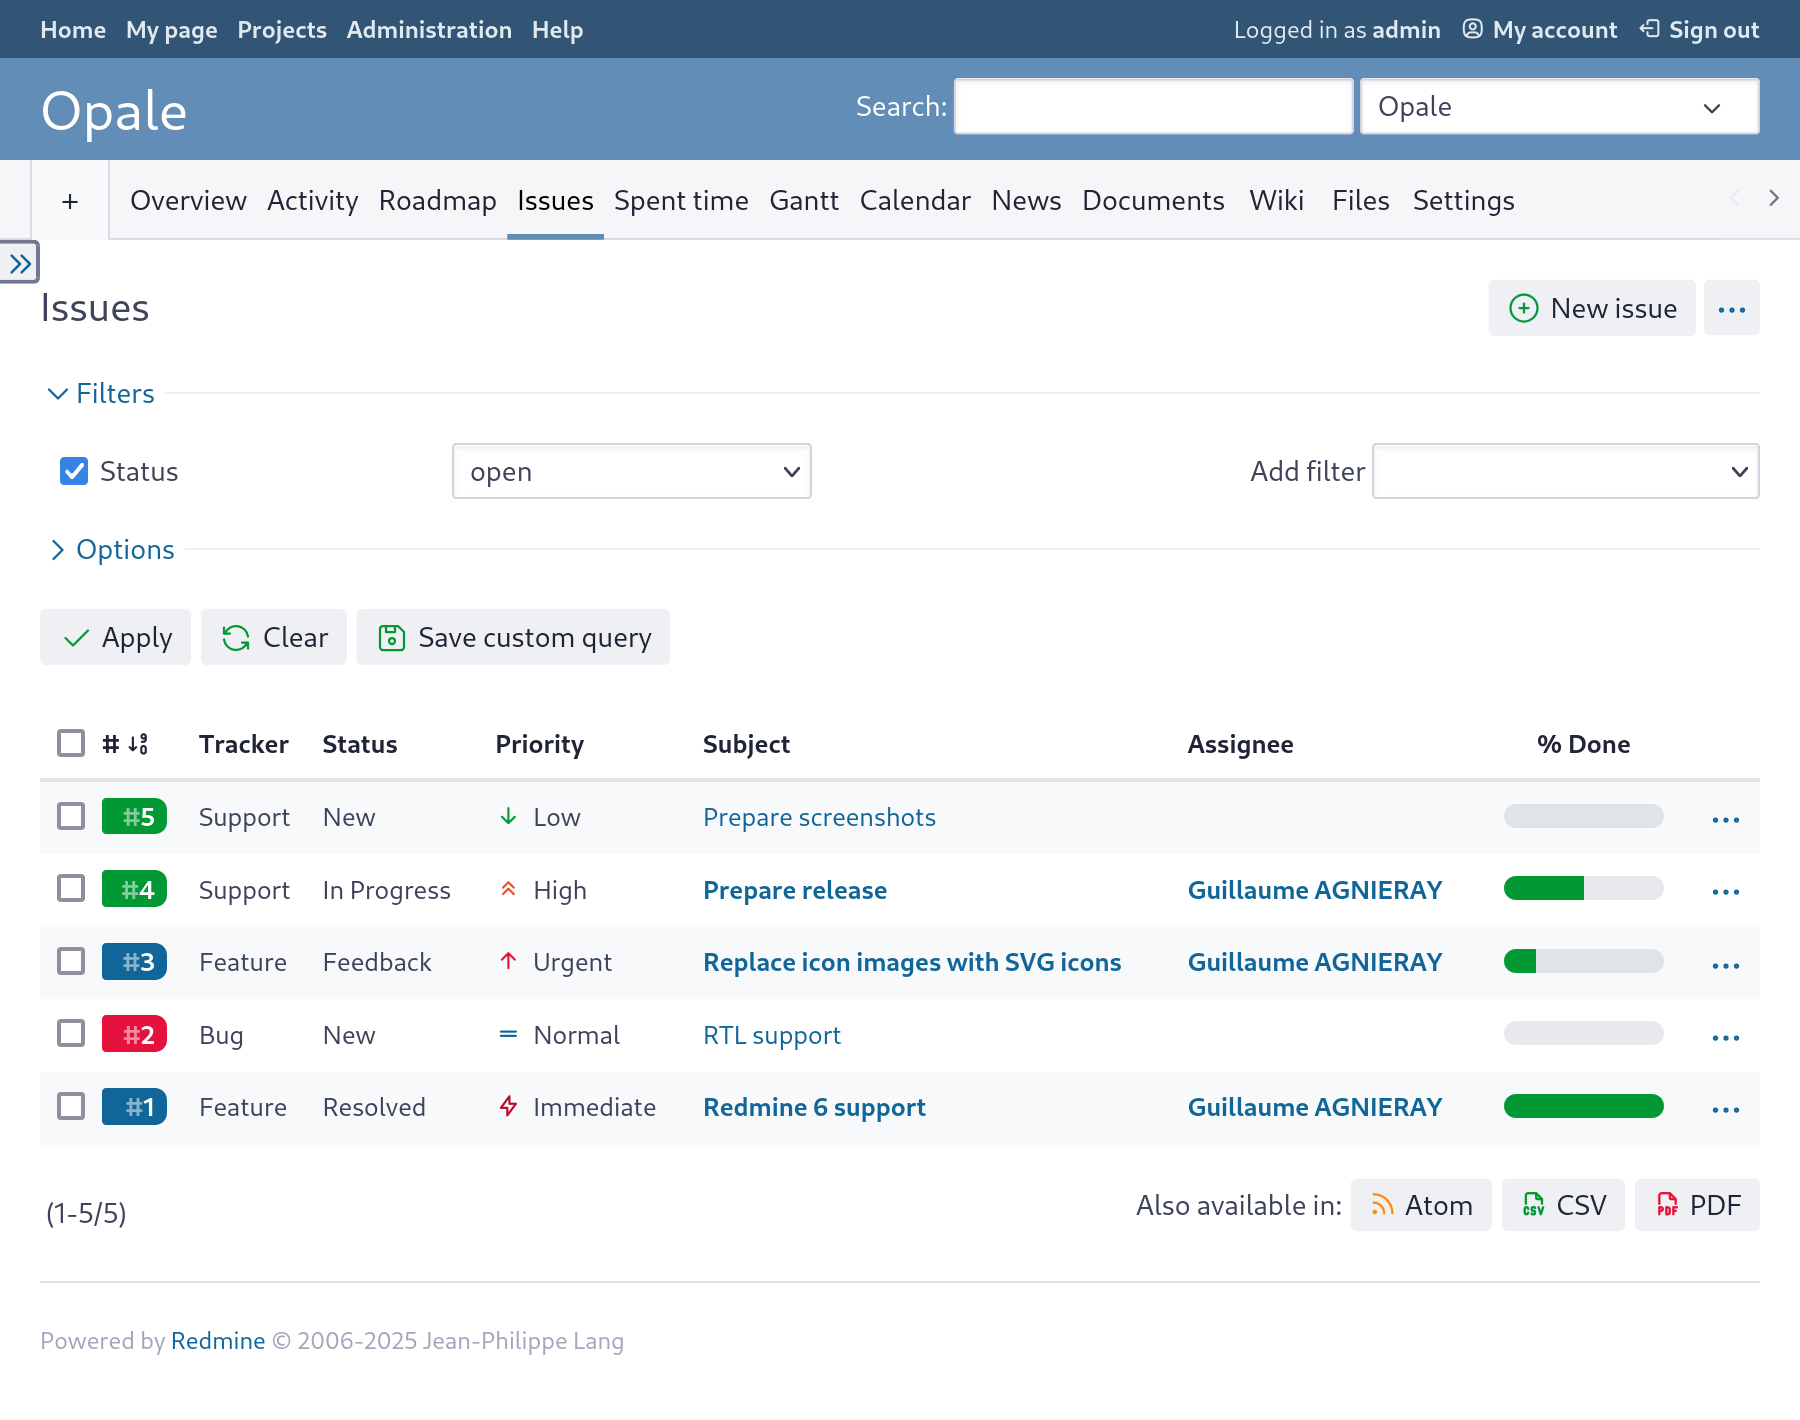 Home My page Projects Administration Help Logged in as admin My account Sign out
Opale Search: Opale
+ Overview Activity Roadmap Issues Spent time Gantt Calendar News Documents Wiki Files Settings
Issues New issue
Filters
Status open Add filter
Options
Apply Clear Save custom query
# Tracker Status Priority Subject Assignee % Done
#5 Support New Low Prepare screenshots
#4 Support In Progress High Prepare release Guillaume AGNIERAY
#3 Feature Feedback Urgent Replace icon images with SVG icons Guillaume AGNIERAY
#2 Bug New Normal RTL support
#1 Feature Resolved Immediate Redmine 6 support Guillaume AGNIERAY
(1-5/5) Also available in: Atom CSV PDF
Powered by Redmine © 2006-2025 Jean-Philippe Lang